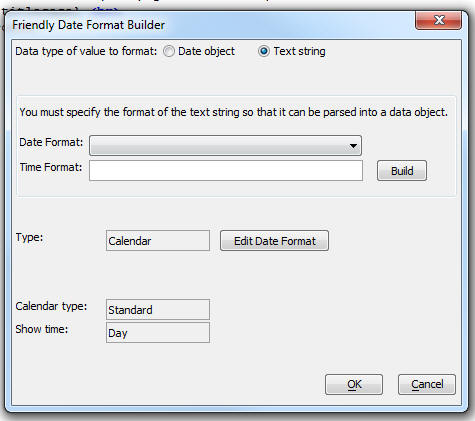 Friendly Date Format Builder
Data type of value to format: Date object Text string
You must specify the format of the text string so that it can be parsed into a data object.
Date Format:
Time Format: Build
Type: Calendar Edit Date Format
Calendar type: Standard
Show time: Day
OK Cancel